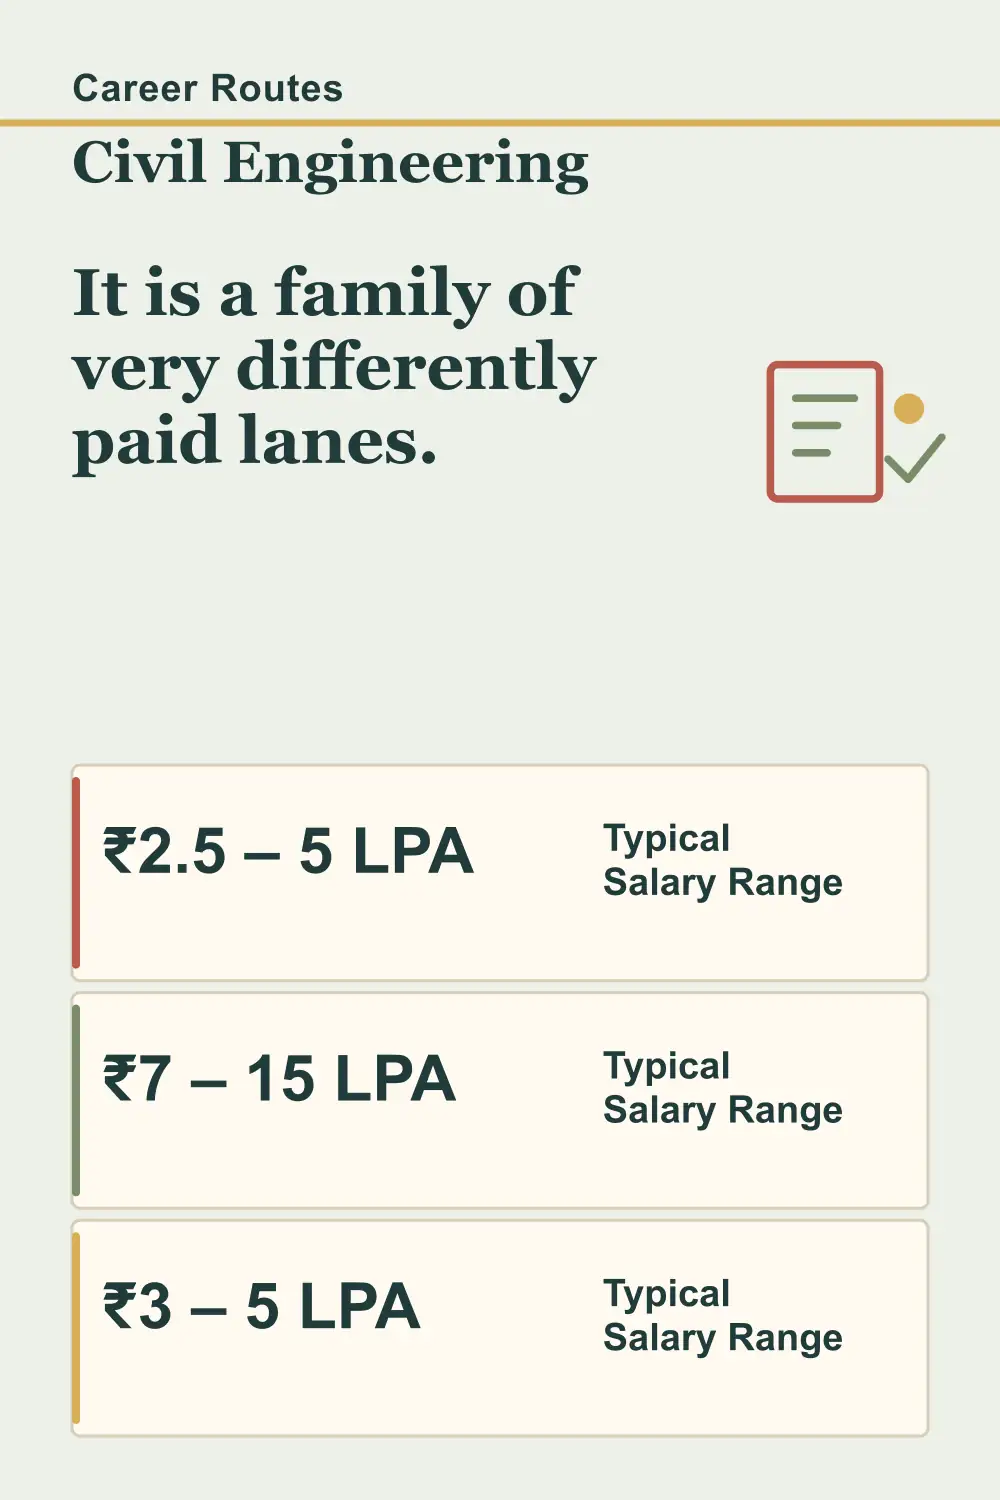 Career Routes
Civil Engineering
It is a family of
very differently
paid lanes.
₹2.5 – 5 LPA
Typical
Salary Range
₹7 – 15 LPA
Typical
Salary Range
₹3 – 5 LPA
Typical
Salary Range